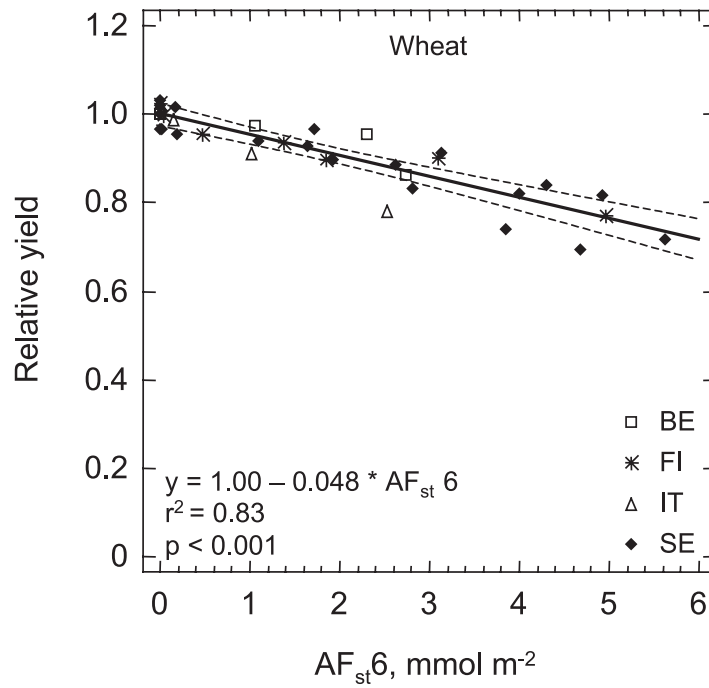 Wheat
Relative yield
1.2
1.0
0.8
0.6
0.4
0.2
0
y = 1.00 – 0.048 * AFst 6
r² = 0.83
p < 0.001
BE
FI
IT
SE
0 1 2 3 4 5 6
AFst6, mmol m⁻²